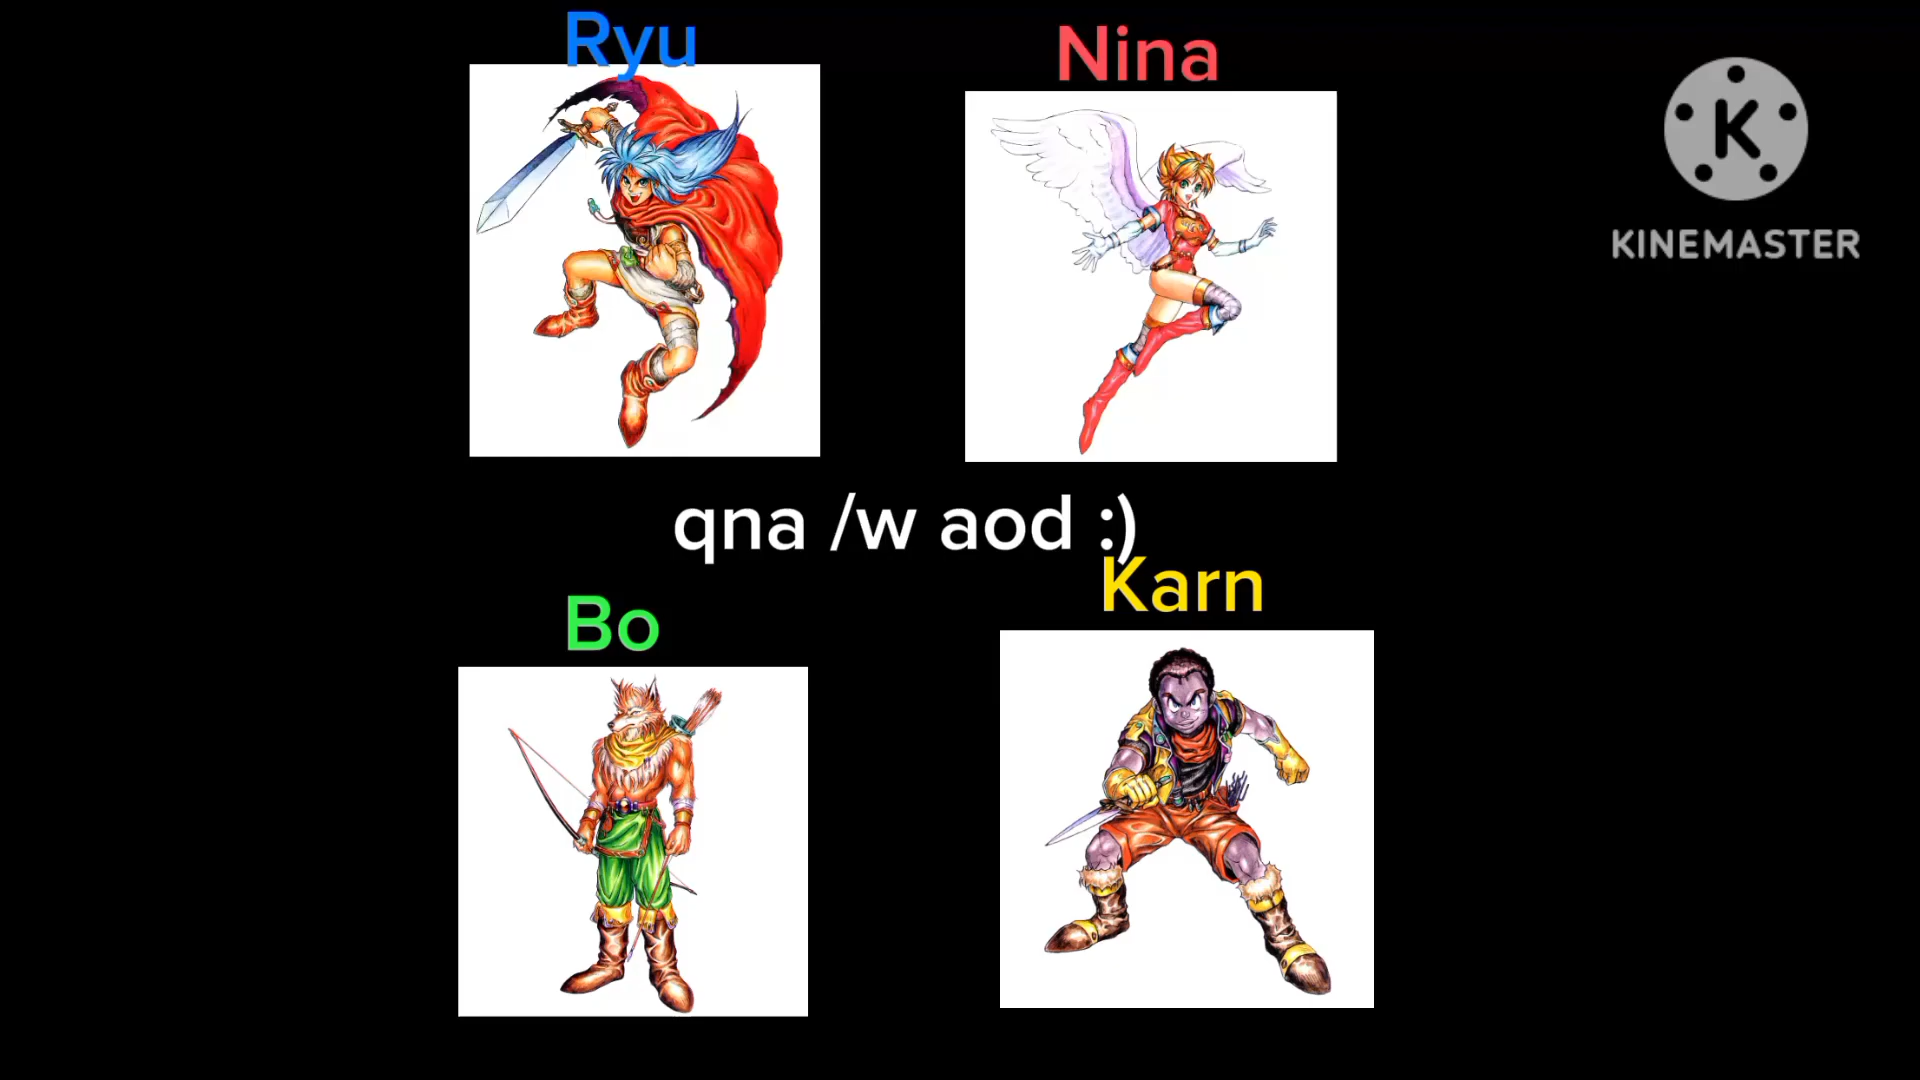 Ryu
Nina
K
KINEMASTER
qna /w aod :)
Karn
Bo